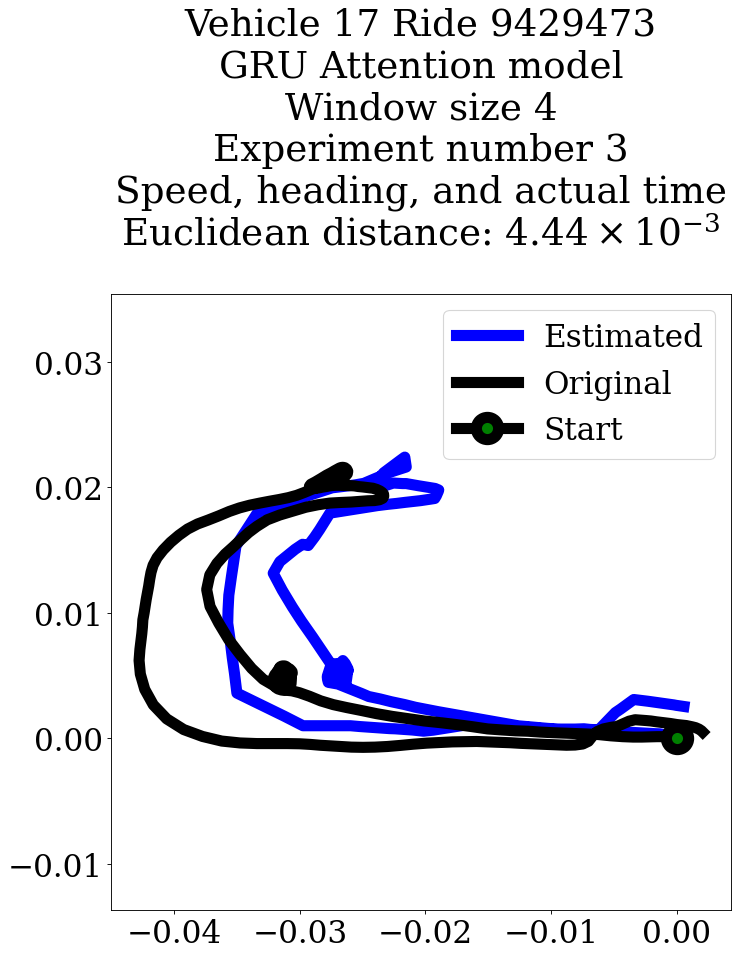 Vehicle 17 Ride 9429473
GRU Attention model
Window size 4
Experiment number 3
Speed, heading, and actual time
Euclidean distance: 4.44 × 10⁻³
Estimated
Original
Start
0.03
0.02
0.01
0.00
−0.01
−0.04
−0.03
−0.02
−0.01
0.00